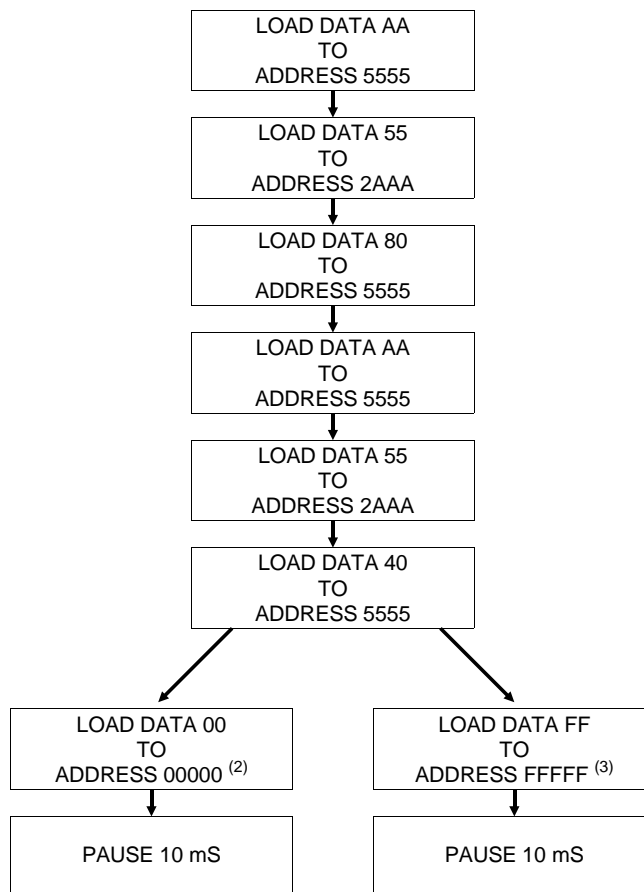 LOAD DATA AA
TO
ADDRESS 5555
LOAD DATA 55
TO
ADDRESS 2AAA
LOAD DATA 80
TO
ADDRESS 5555
LOAD DATA AA
TO
ADDRESS 5555
LOAD DATA 55
TO
ADDRESS 2AAA
LOAD DATA 40
TO
ADDRESS 5555
LOAD DATA 00
TO
ADDRESS 00000 (2)
PAUSE 10 mS
LOAD DATA FF
TO
ADDRESS FFFFF (3)
PAUSE 10 mS